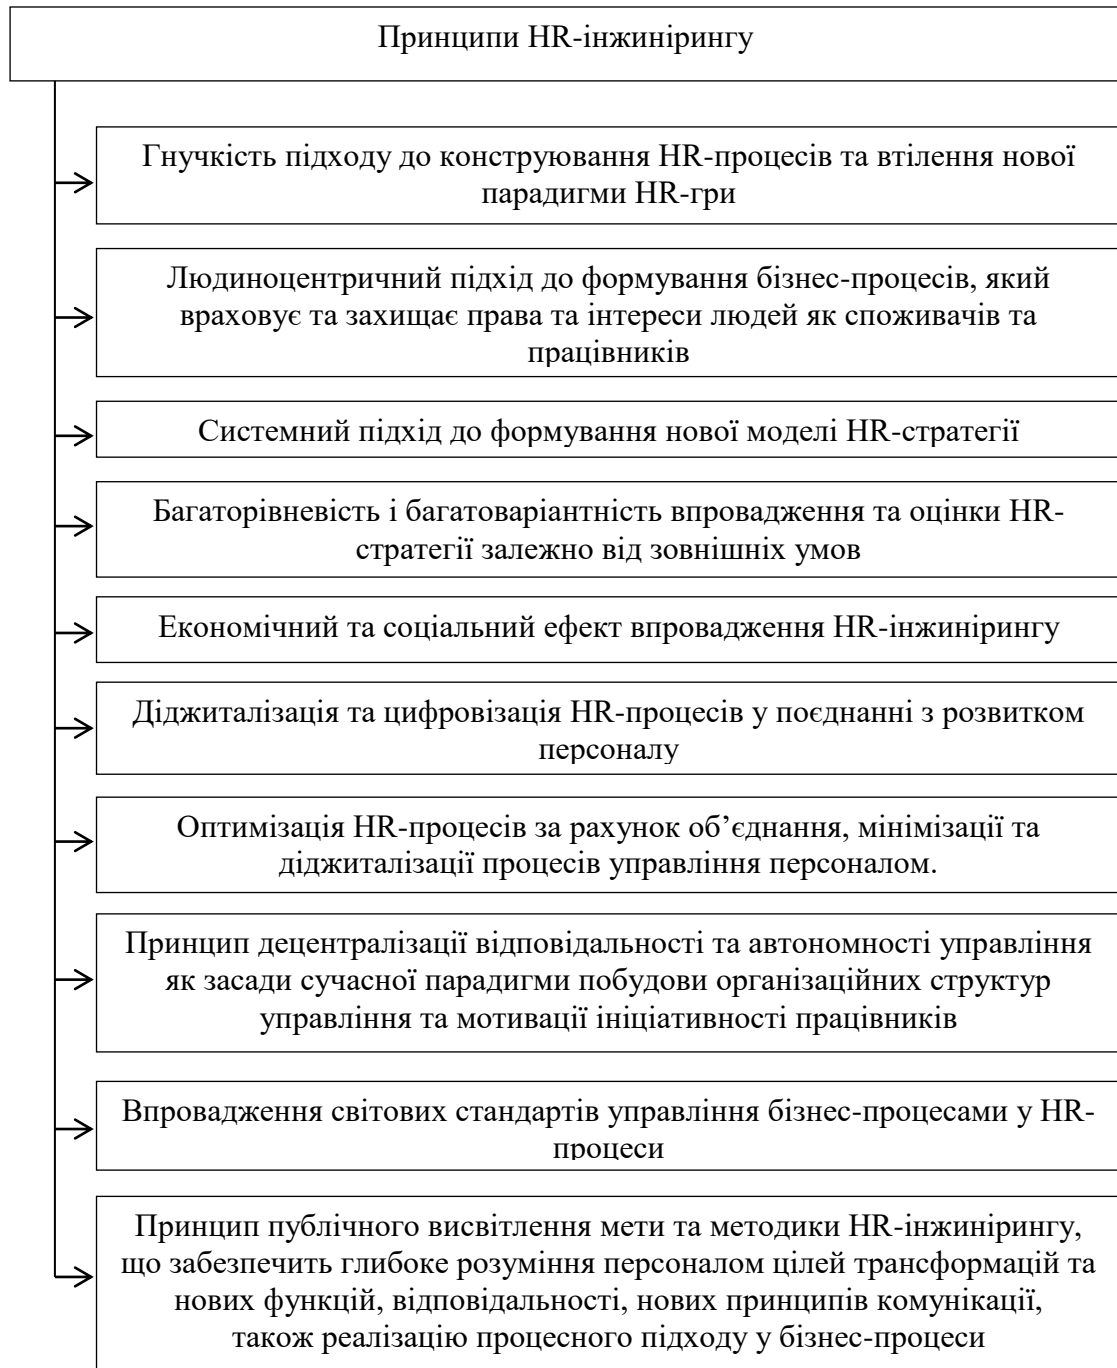 Принципи HR-інжинірингу
Гнучкість підходу до конструювання HR-процесів та втілення нової
парадигми HR-гри
Людиноцентричний підхід до формування бізнес-процесів, який
враховує та захищає права та інтереси людей як споживачів та
працівників
Системний підхід до формування нової моделі HR-стратегії
Багаторівневість і багатоваріантність впровадження та оцінки HR-
стратегії залежно від зовнішніх умов
Економічний та соціальний ефект впровадження HR-інжинірингу
Діджиталізація та цифровізація HR-процесів у поєднанні з розвитком
персоналу
Оптимізація HR-процесів за рахунок об’єднання, мінімізації та
діджиталізації процесів управління персоналом.
Принцип децентралізації відповідальності та автономності управління
як засади сучасної парадигми побудови організаційних структур
управління та мотивації ініціативності працівників
Впровадження світових стандартів управління бізнес-процесами у HR-
процеси
Принцип публічного висвітлення мети та методики HR-інжинірингу,
що забезпечить глибоке розуміння персоналом цілей трансформацій та
нових функцій, відповідальності, нових принципів комунікації,
також реалізацію процесного підходу у бізнес-процеси